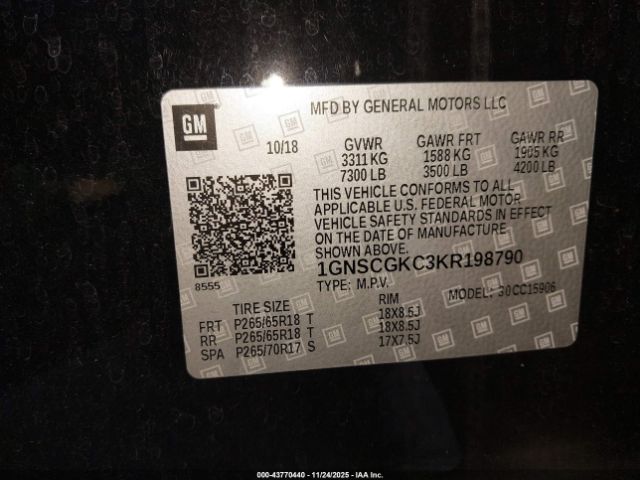 GM MFD BY GENERAL MOTORS LLC
10/18 GVWR GAWR FRT GAWR RR
3311 KG 1588 KG 1905 KG
7300 LB 3500 LB 4200 LB
THIS VEHICLE CONFORMS TO ALL
APPLICABLE U.S. FEDERAL MOTOR
VEHICLE SAFETY STANDARDS IN EFFECT
ON THE DATE OF MANUFACTURE
SHOWN ABOVE.
1GNSCGKC3KR198790
8555 TYPE: M.P.V. MODEL: 30CC15906
TIRE SIZE RIM
FRT P265/65R18 T 18X8.5J
RR P265/65R18 T 18X8.5J
SPA P265/70R17 S 17X7.5J
000-43770440 - 11/24/2025 - IAA Inc.